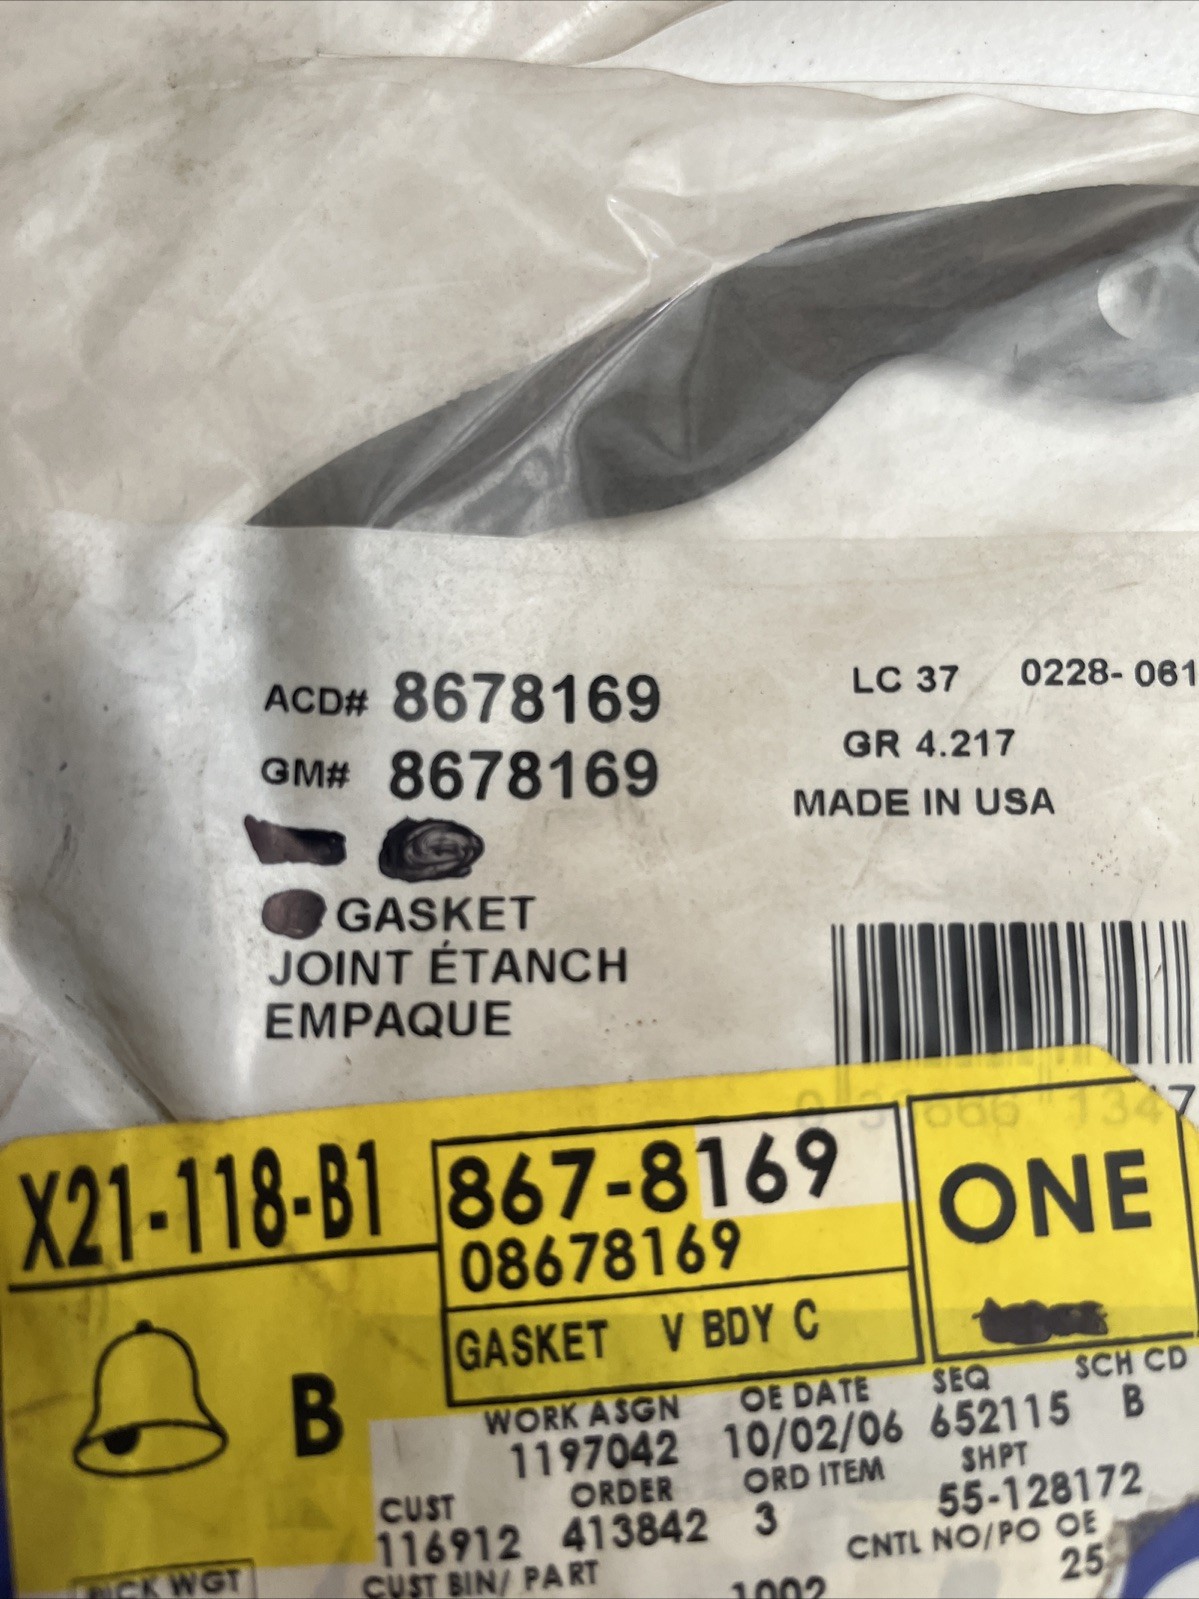 ACD# 8678169
GM# 8678169
LC 37 0228-061
GR 4.217
MADE IN USA
GASKET
JOINT ÉTANCH
EMPAQUE
X21-118-B1
867-8169
08678169
GASKET V BDY C
ONE
B
WORK ASGN
1197042
OE DATE
10/02/06
SEQ
652115
SCH CD
B
CUST
116912
ORDER
413842
ORD ITEM
3
SHPT
55-128172
CNTL NO/PO OE
25
PICK WGT
CUST BIN/ PART
1002